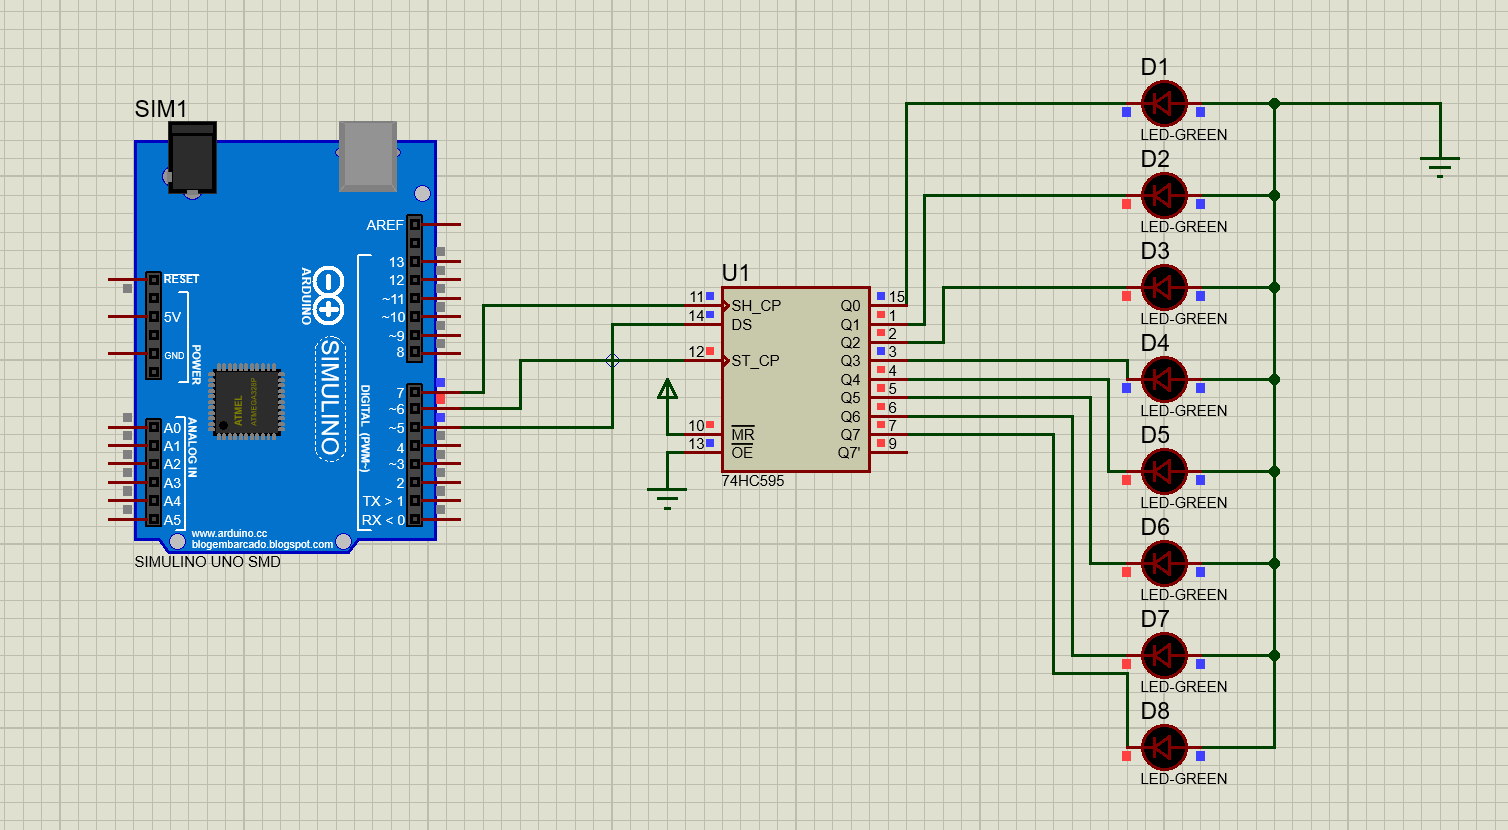 SIM1
AREF
13
12
~11
~10
~9
8
7
~6
~5
4
~3
2
TX > 1
RX < 0
RESET
5V
GND
POWER
A0
A1
A2
A3
A4
A5
ANALOG IN
ARDUINO
SIMULINO
DIGITAL (PWM~)
ATMEL
ATMEGA328P
www.arduino.cc
blogembarcado.blogspot.com
SIMULINO UNO SMD
U1
11 SH_CP
14 DS
12 ST_CP
10 MR
13 OE
Q0 15
Q1 1
Q2 2
Q3 3
Q4 4
Q5 5
Q6 6
Q7 7
Q7' 9
74HC595
D1
LED-GREEN
D2
LED-GREEN
D3
LED-GREEN
D4
LED-GREEN
D5
LED-GREEN
D6
LED-GREEN
D7
LED-GREEN
D8
LED-GREEN